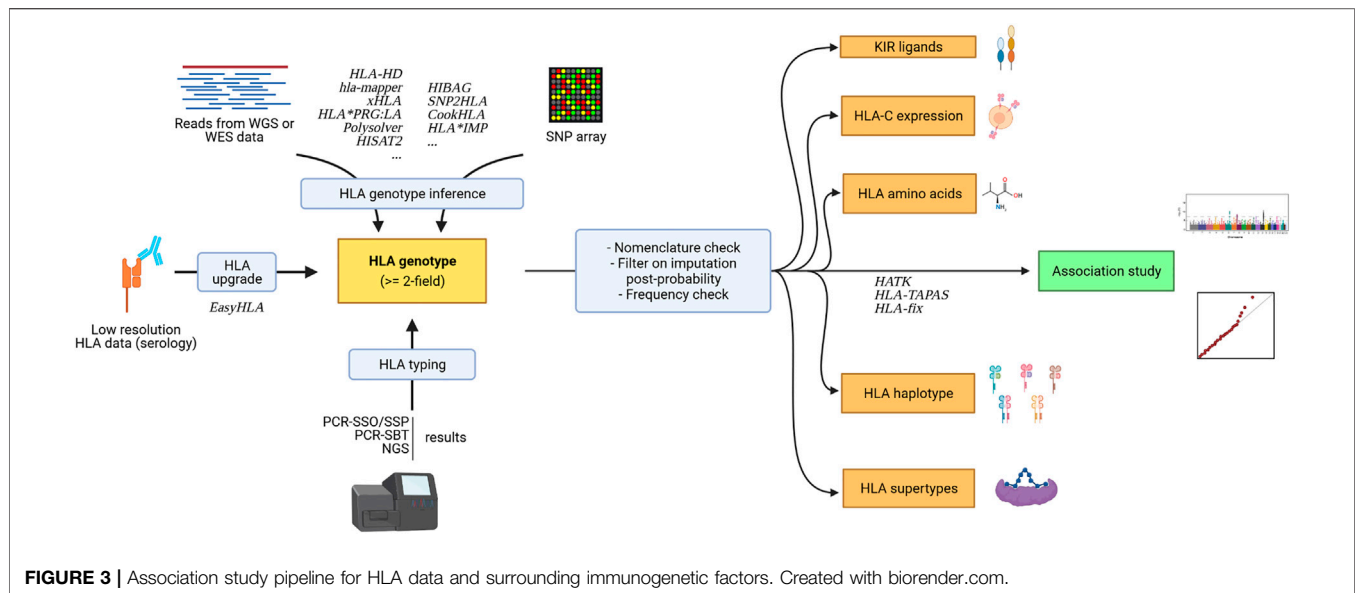 HLA-HD
hla-mapper
xHLA
HLA*PRG:LA
Polysolver
HISAT2
...
HIBAG
SNP2HLA
CookHLA
HLA*IMP
...
Reads from WGS or
WES data
SNP array
HLA genotype inference
HLA
upgrade
EasyHLA
Low resolution
HLA data (serology)
HLA genotype
(>= 2-field)
HLA typing
PCR-SSO/SSP
PCR-SBT
NGS
results
- Nomenclature check
- Filter on imputation
post-probability
- Frequency check
KIR ligands
HLA-C expression
HLA amino acids
O
OH
NH2
HATK
HLA-TAPAS
HLA-fix
Association study
HLA haplotype
HLA supertypes
FIGURE 3 | Association study pipeline for HLA data and surrounding immunogenetic factors. Created with biorender.com.